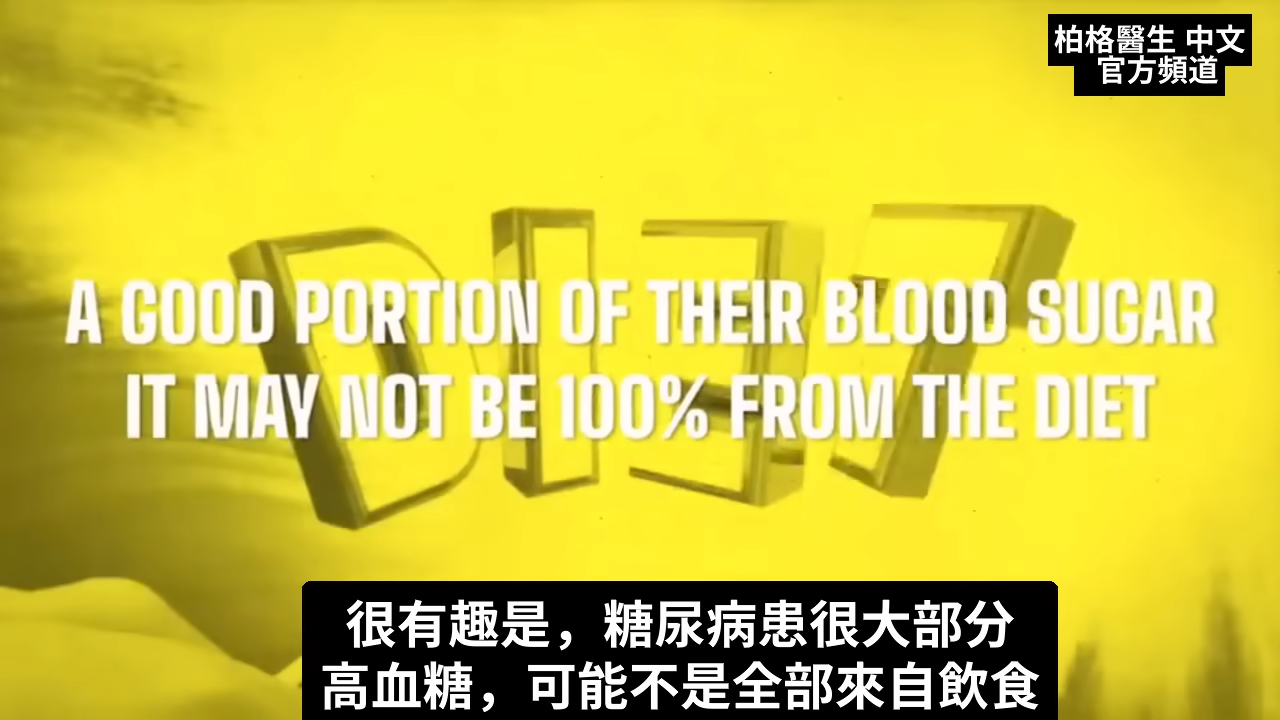 柏格醫生 中文
官方頻道
DIET
A GOOD PORTION OF THEIR BLOOD SUGAR
IT MAY NOT BE 100% FROM THE DIET
很有趣是，糖尿病患很大部分
高血糖，可能不是全部來自飲食